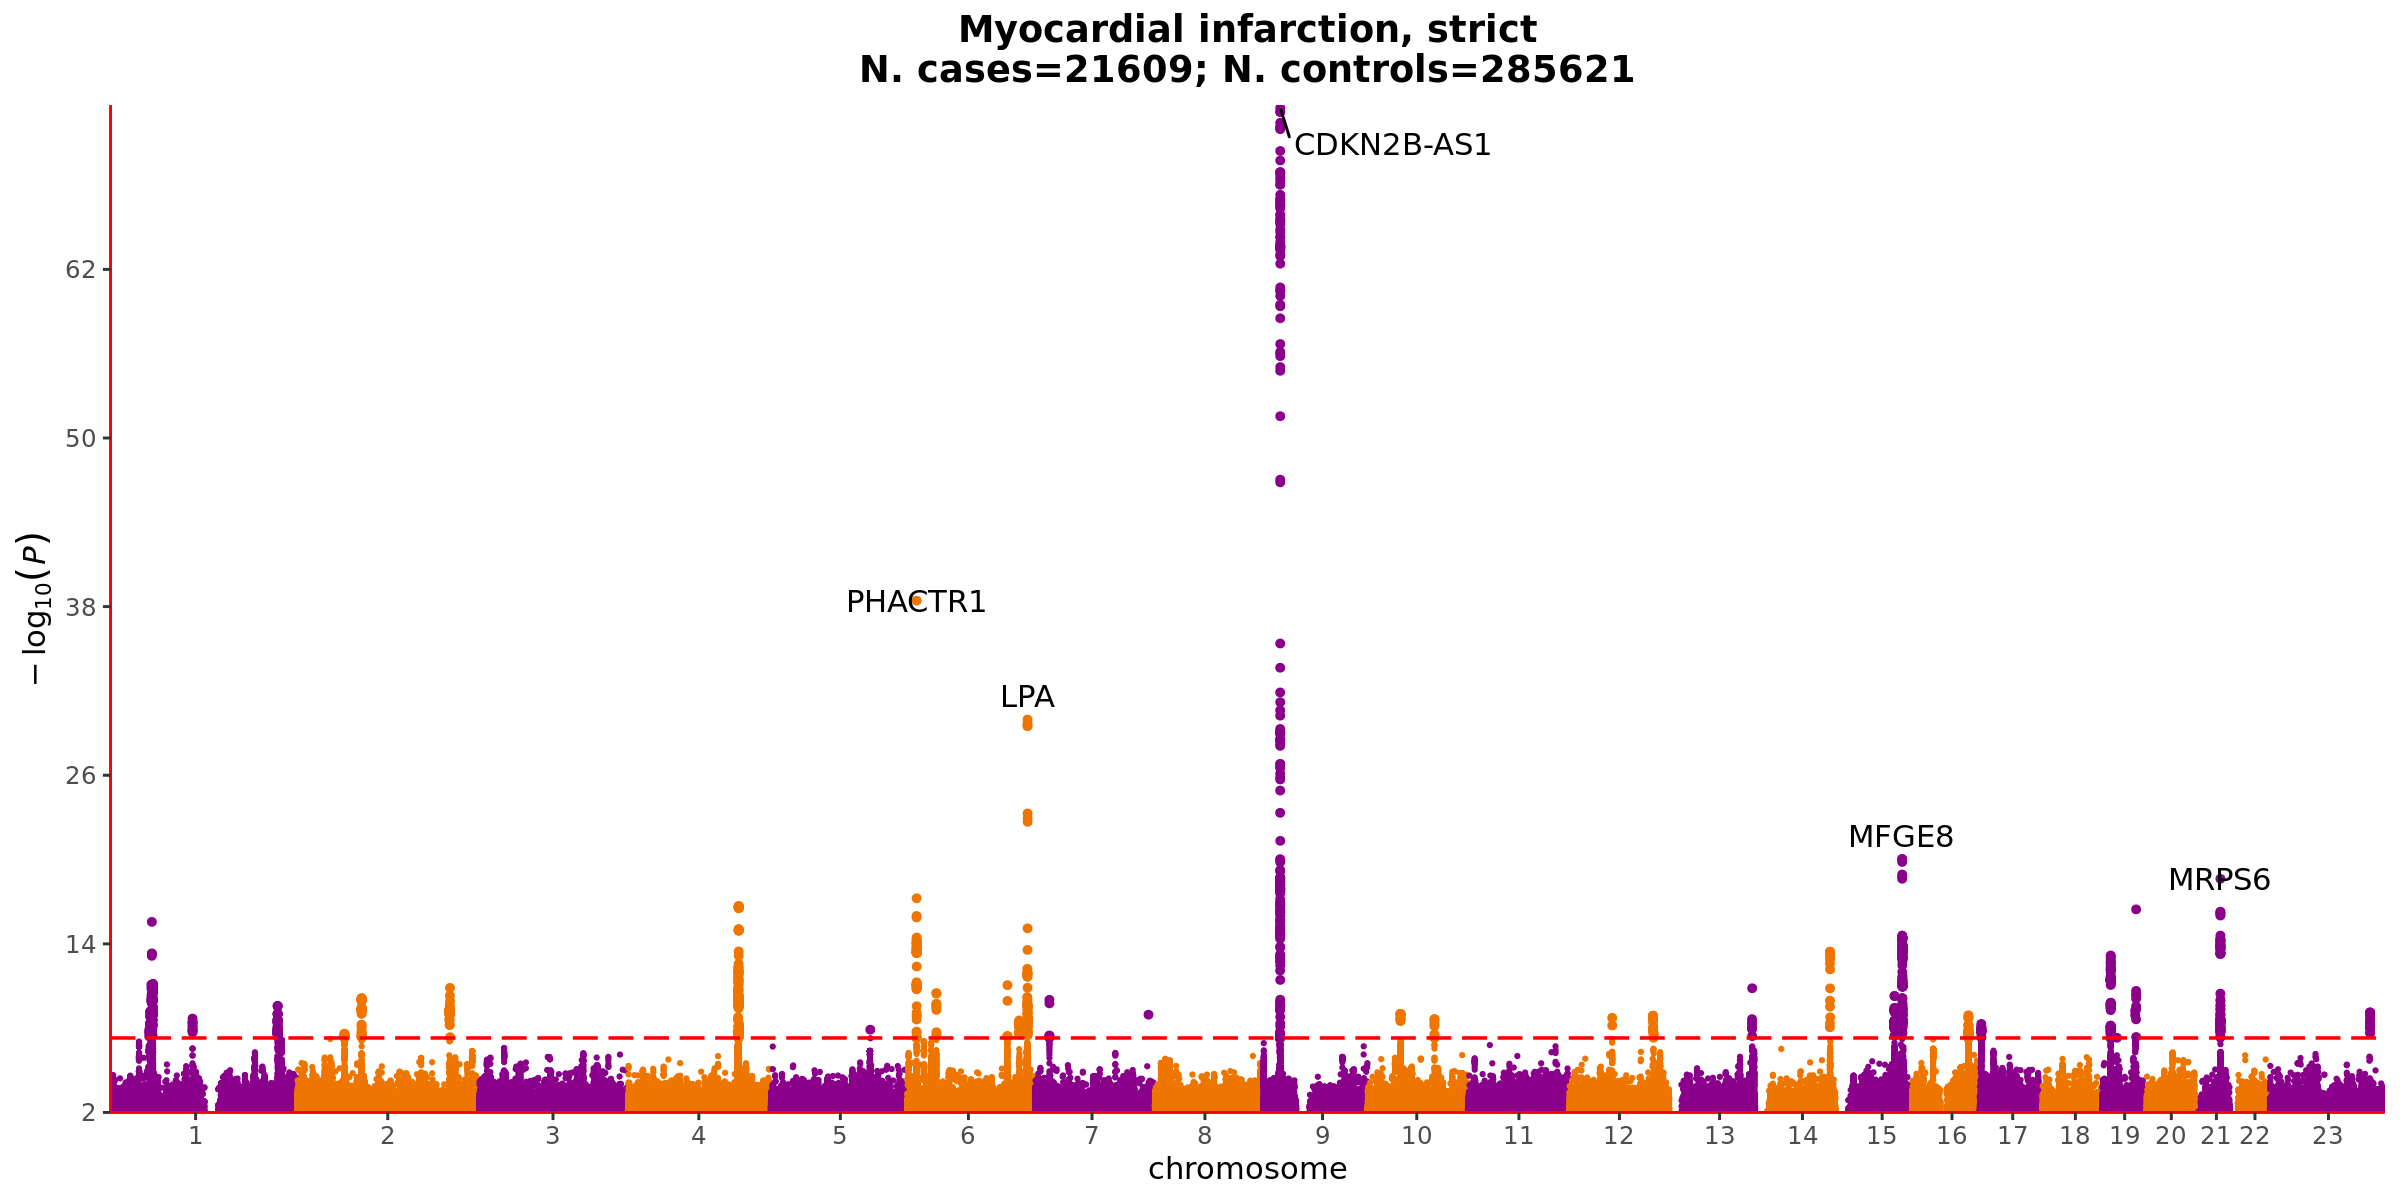 Myocardial infarction, strict
N. cases=21609; N. controls=285621
CDKN2B-AS1
62
50
38
PHACTR1
LPA
26
MFGE8
MRPS6
14
2
− log10(P)
1 2 3 4 5 6 7 8 9 10 11 12 13 14 15 16 17 18 19 20 21 22 23
chromosome